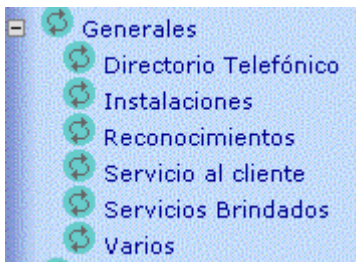 Generales
Directorio Telefónico
Instalaciones
Reconocimientos
Servicio al cliente
Servicios Brindados
Varios